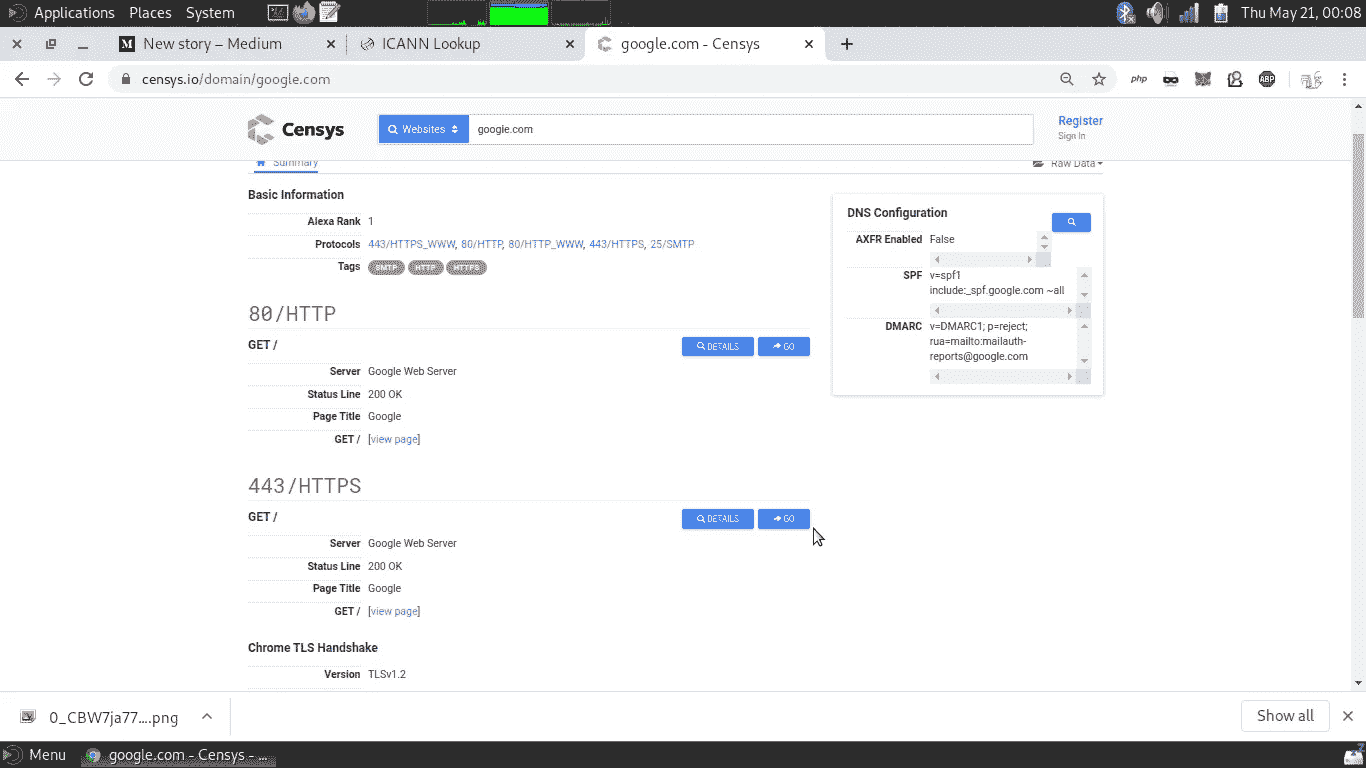 Applications Places System
Thu May 21, 00:08
New story – Medium
ICANN Lookup
google.com - Censys
censys.io/domain/google.com
php
ABP
Censys
Websites
google.com
Register
Sign In
Summary
Raw Data
Basic Information
Alexa Rank 1
Protocols 443/HTTPS_WWW, 80/HTTP, 80/HTTP_WWW, 443/HTTPS, 25/SMTP
Tags SMTP HTTP HTTPS
80/HTTP
GET /
DETAILS GO
Server Google Web Server
Status Line 200 OK
Page Title Google
GET / [view page]
443/HTTPS
GET /
DETAILS GO
Server Google Web Server
Status Line 200 OK
Page Title Google
GET / [view page]
Chrome TLS Handshake
Version TLSv1.2
DNS Configuration
AXFR Enabled False
SPF v=spf1
include:_spf.google.com ~all
DMARC v=DMARC1; p=reject;
rua=mailto:mailauth-
reports@google.com
0_CBW7ja77....png
Show all
Menu
google.com - Censys - ...